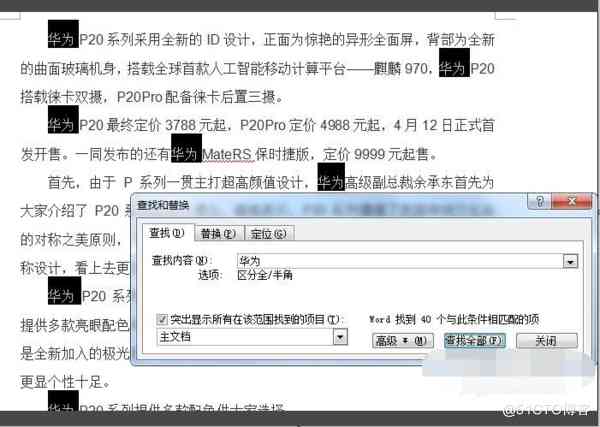 华为 P20 系列采用全新的 ID 设计，正面为惊艳的异形全面屏，背部为全新
的曲面玻璃机身，搭载全球首款人工智能移动计算平台——麒麟 970，华为 P20
搭载徕卡双摄，P20Pro 配备徕卡后置三摄。
华为 P20 最终定价 3788 元起，P20Pro 定价 4988 元起，4 月 12 日正式首
发开售。一同发布的还有华为 MateRS 保时捷版，定价 9999 元起售。
首先，由于 P 系列一贯主打超高颜值设计，华为高级副总裁余承东首先为
大家介绍了 P20 系
的对称之美原则，
称设计，看上去更
华为 P20 系列
提供多款亮眼配色
是全新加入的极光
更显个性十足。
华为 P20 系列提供多款配色供大家选择
查找和替换
查找(D) 替换(P) 定位(G)
查找内容(N): 华为
选项: 区分全/半角
突出显示所有在该范围找到的项目(T): Word 找到 40 个与此条件相匹配的项
主文档 高级 (M) 查找全部(F) 关闭
@51CTO博客